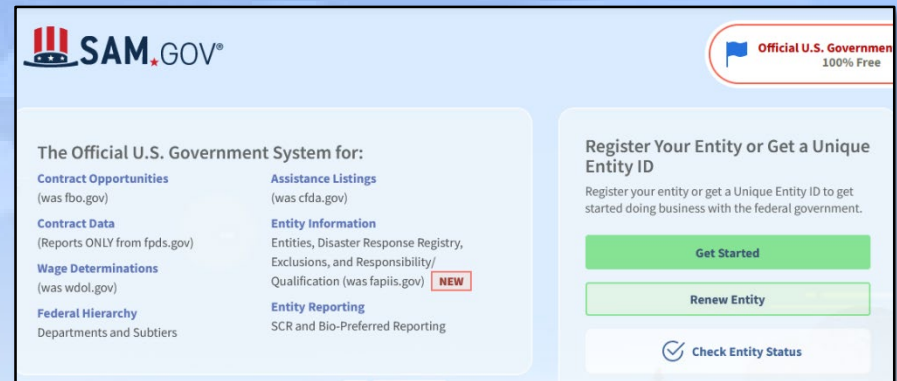 SAM.GOV®
Official U.S. Governmen
100% Free
The Official U.S. Government System for:
Contract Opportunities
(was fbo.gov)
Contract Data
(Reports ONLY from fpds.gov)
Wage Determinations
(was wdol.gov)
Federal Hierarchy
Departments and Subtiers
Assistance Listings
(was cfda.gov)
Entity Information
Entities, Disaster Response Registry,
Exclusions, and Responsibility/
Qualification (was fapiis.gov) NEW
Entity Reporting
SCR and Bio-Preferred Reporting
Register Your Entity or Get a Unique
Entity ID
Register your entity or get a Unique Entity ID to get
started doing business with the federal government.
Get Started
Renew Entity
Check Entity Status